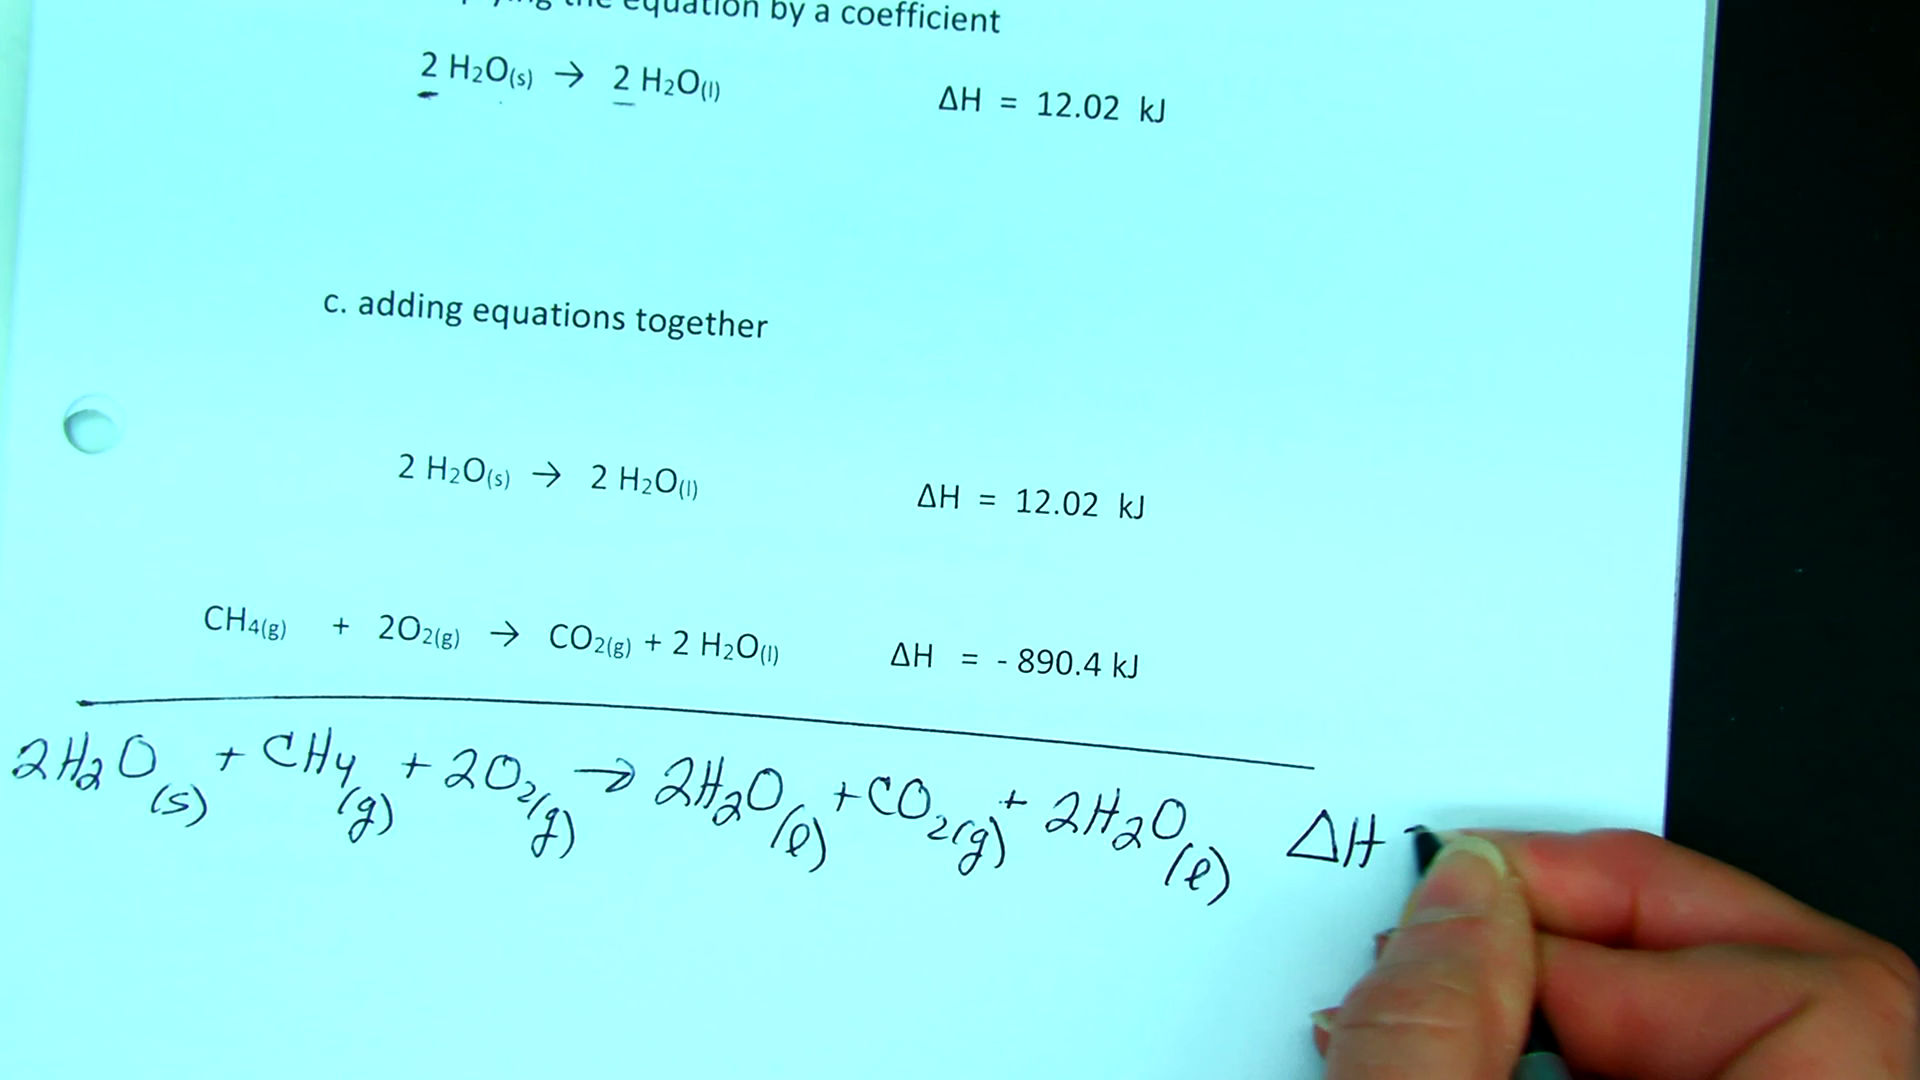 the equation by a coefficient
2 H₂O(s) → 2 H₂O(l) ΔH = 12.02 kJ
c. adding equations together
2 H₂O(s) → 2 H₂O(l) ΔH = 12.02 kJ
CH₄(g) + 2O₂(g) → CO₂(g) + 2 H₂O(l) ΔH = - 890.4 kJ
2H₂O(s) + CH₄(g) + 2O₂(g) → 2H₂O(l) + CO₂(g) + 2H₂O(l) ΔH